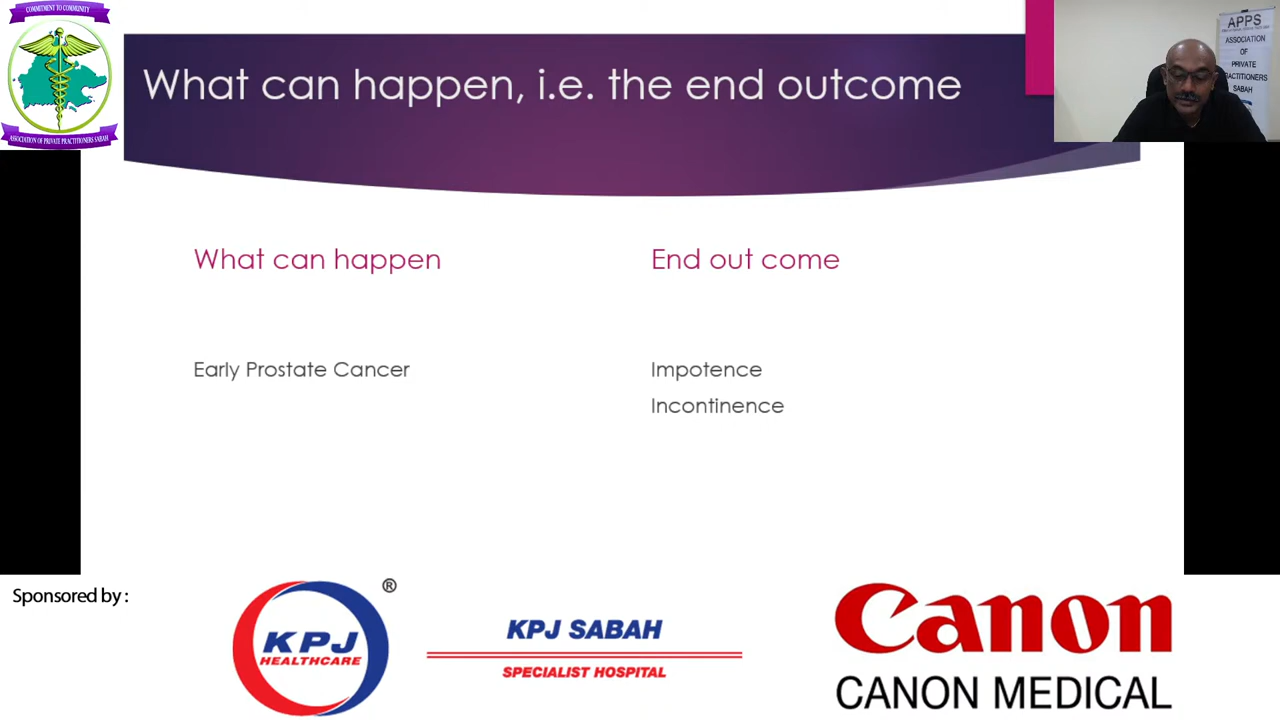 COMMITMENT TO COMMUNITY
ASSOCIATION OF PRIVATE PRACTITIONERS SABAH
What can happen, i.e. the end outcome
APPS
ASSOCIATION
OF
PRIVATE
PRACTITIONERS
SABAH
What can happen
End out come
Early Prostate Cancer
Impotence
Incontinence
Sponsored by :
KPJ
HEALTHCARE
®
KPJ SABAH
SPECIALIST HOSPITAL
Canon
CANON MEDICAL